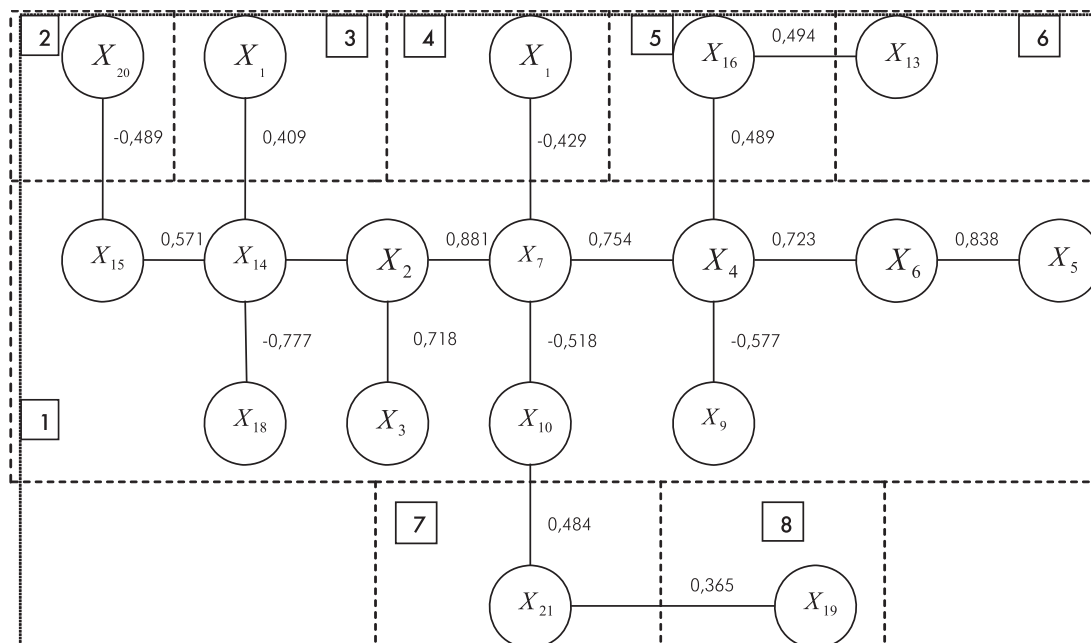 2 X20 X1 3 4 X1 5 X16 0,494 X13 6
-0,489 0,409 -0,429 0,489
X15 0,571 X14 X2 0,881 X7 0,754 X4 0,723 X6 0,838 X5
-0,777 0,718 -0,518 -0,577
1 X18 X3 X10 X9
7 0,484 8
X21 0,365 X19